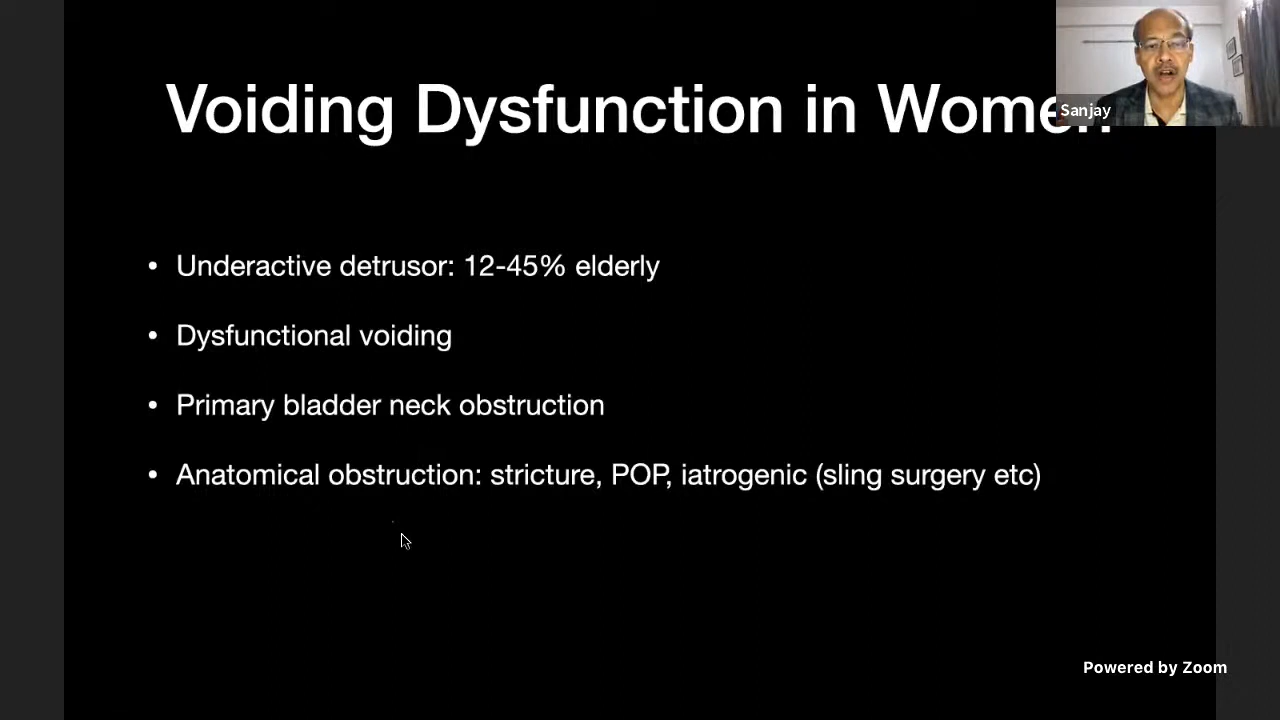 Voiding Dysfunction in Women
Sanjay
• Underactive detrusor: 12-45% elderly
• Dysfunctional voiding
• Primary bladder neck obstruction
• Anatomical obstruction: stricture, POP, iatrogenic (sling surgery etc)
Powered by Zoom